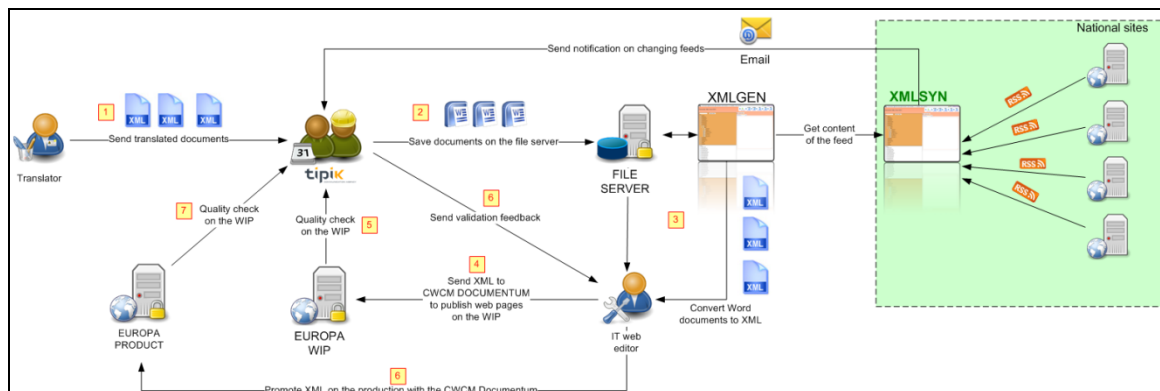 National sites
Send notification on changing feeds
Email
1
XML
XML
XML
Send translated documents
Translator
31
tipik
2
Save documents on the file server
FILE
SERVER
XMLGEN
Get content
of the feed
XMLSYN
RSS
RSS
RSS
RSS
7
Quality check
on the WIP
Quality check
on the WIP
5
6
Send validation feedback
3
XML
XML
XML
4
Send XML to
CWCM DOCUMENTUM
to publish web pages
on the WIP
Convert Word
documents to XML
EUROPA
PRODUCT
EUROPA
WIP
IT web
editor
6
Promote XML on the production with the CWCM Documentum